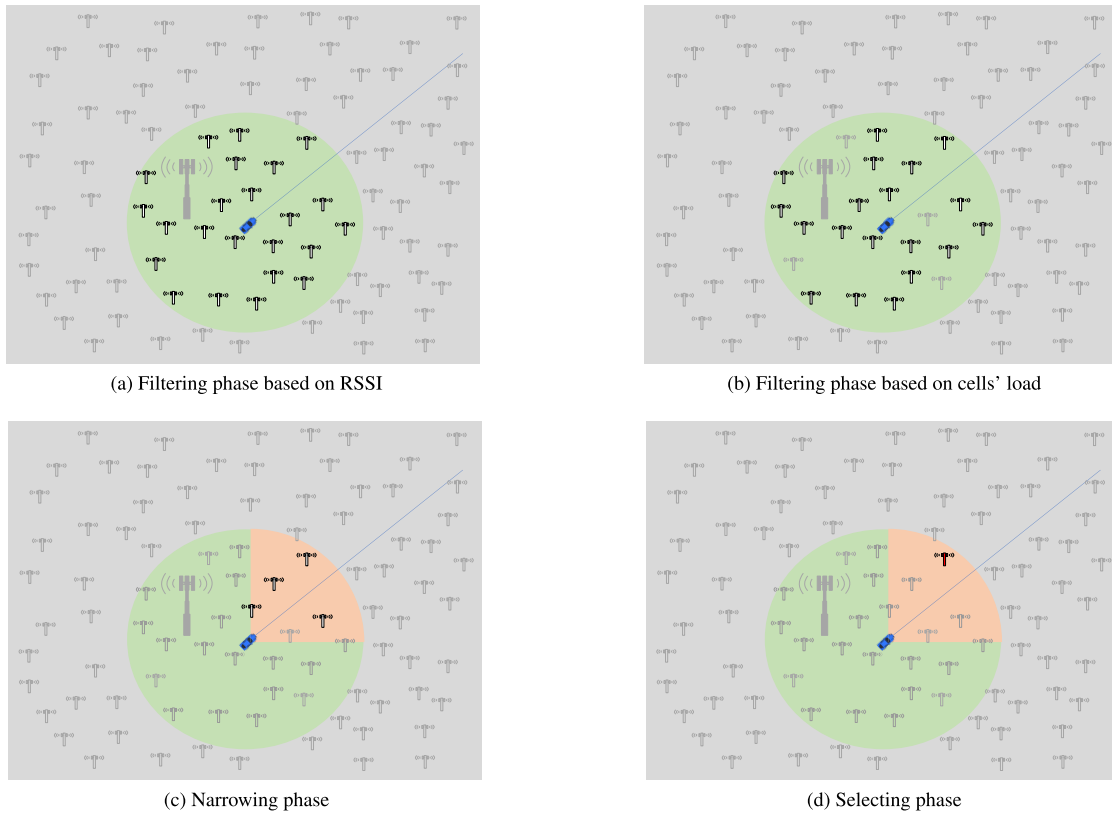 (a) Filtering phase based on RSSI
(b) Filtering phase based on cells’ load
(c) Narrowing phase
(d) Selecting phase